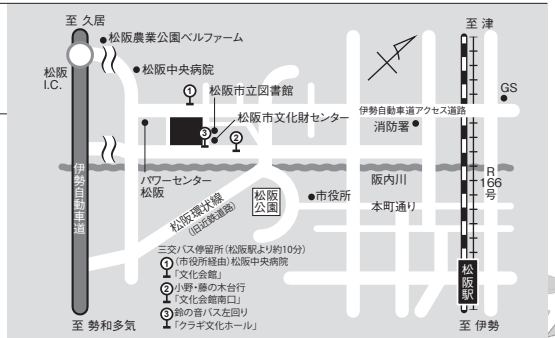 至 久居
松阪農業公園ベルファーム
松阪
I.C.
松阪中央病院
①
松阪市立図書館
松阪市文化財センター
③
②
パワーセンター
松阪
伊勢自動車道
松阪環状線
(旧近鉄道路)
松阪
公園
市役所
阪内川
本町通り
伊勢自動車道アクセス道路
消防署
至 津
GS
R
166
号
松阪駅
至 伊勢
至 勢和多気
三交バス停留所(松阪駅より約10分)
①(市役所経由)松阪中央病院
「文化会館」
②小野・藤の木台行
「文化会館南口」
③鈴の音バス左回り
「クラギ文化ホール」